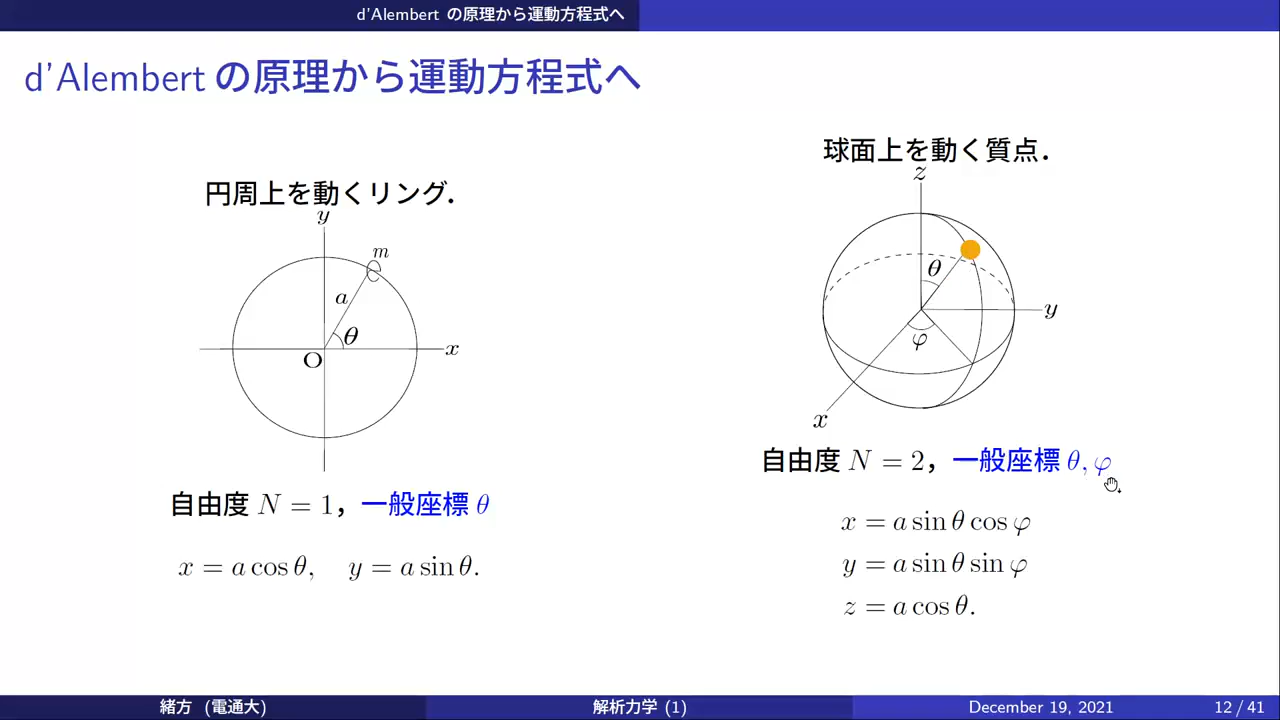 d'Alembert の原理から運動方程式へ
d'Alembert の原理から運動方程式へ
円周上を動くリング.
y
m
a
θ
O
x
自由度 N = 1, 一般座標 θ
x = a cos θ, y = a sin θ.
球面上を動く質点.
z
θ
y
φ
x
自由度 N = 2, 一般座標 θ, φ
x = a sin θ cos φ
y = a sin θ sin φ
z = a cos θ.
緒方 (電通大) 解析力学 (1) December 19, 2021 12 / 41